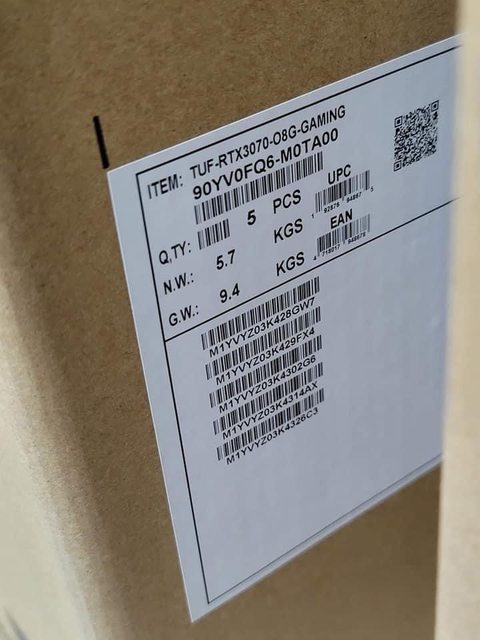 ITEM: TUF-RTX3070-O8G-GAMING
90YV0FQ6-M0TA00
Q,TY: 5 PCS
UPC
N.W.: 5.7 KGS
EAN
G.W.: 9.4 KGS
M1YVYZ03K428GW7
M1YVYZ03K429FX4
M1YVYZ03K4302G6
M1YVYZ03K4314AX
M1YVYZ03K4326C3